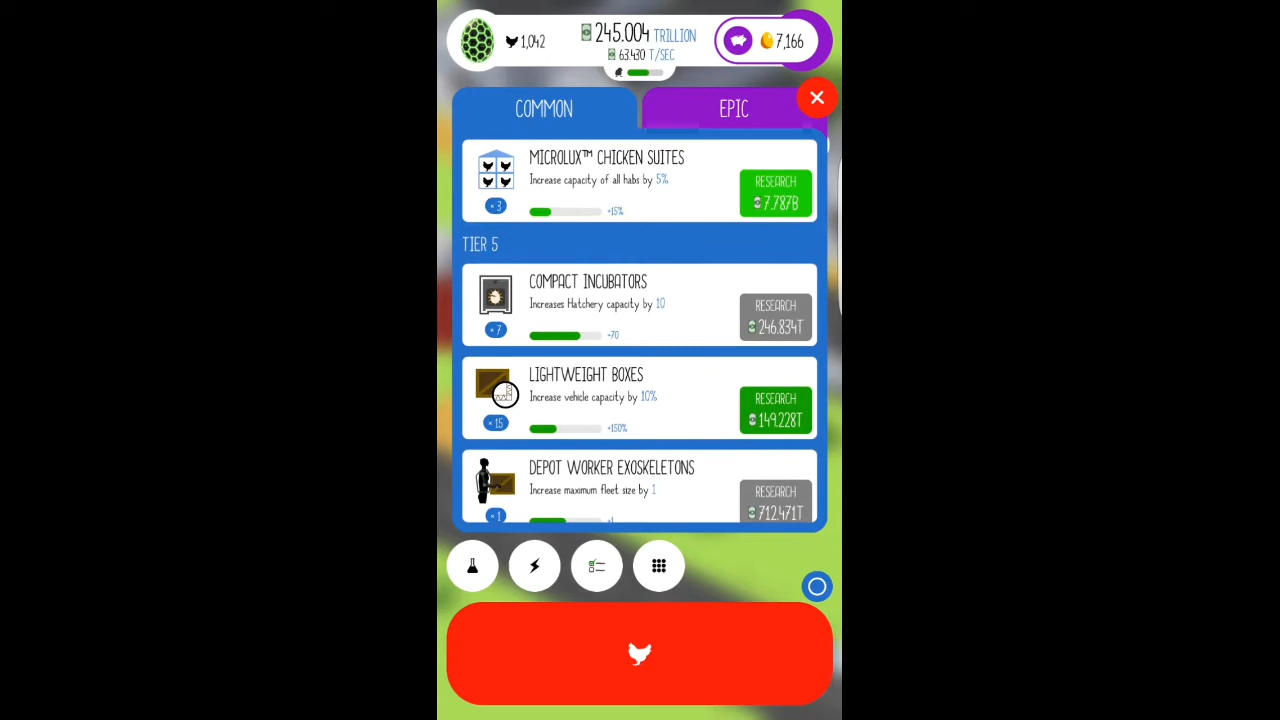 1,042
245.004 TRILLION
63.430 T/SEC
7,166
COMMON
EPIC
MICROLUX™ CHICKEN SUITES
Increase capacity of all habs by 5%
× 3
+15%
RESEARCH
7.787B
TIER 5
COMPACT INCUBATORS
Increases Hatchery capacity by 10
× 7
+70
RESEARCH
246.834T
LIGHTWEIGHT BOXES
Increase vehicle capacity by 10%
× 15
+150%
RESEARCH
149.228T
DEPOT WORKER EXOSKELETONS
Increase maximum fleet size by 1
× 1
+1
RESEARCH
712.471T